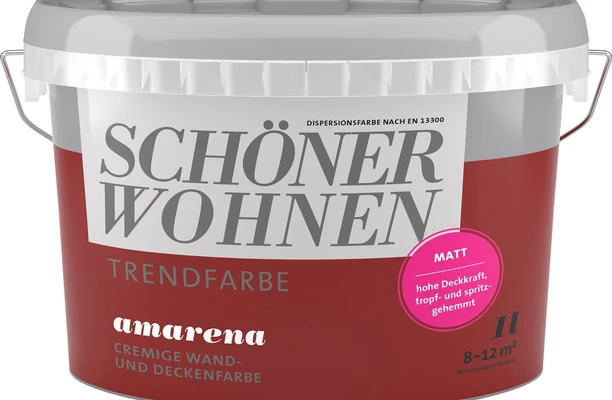 DISPERSIONSFARBE NACH EN 13300
SCHÖNER
WOHNEN
TRENDFARBE
MATT
hohe Deckkraft,
tropf- und spritz-
gehemmt
amarena
CREMIGE WAND-
UND DECKENFARBE
1l
8–12 m²